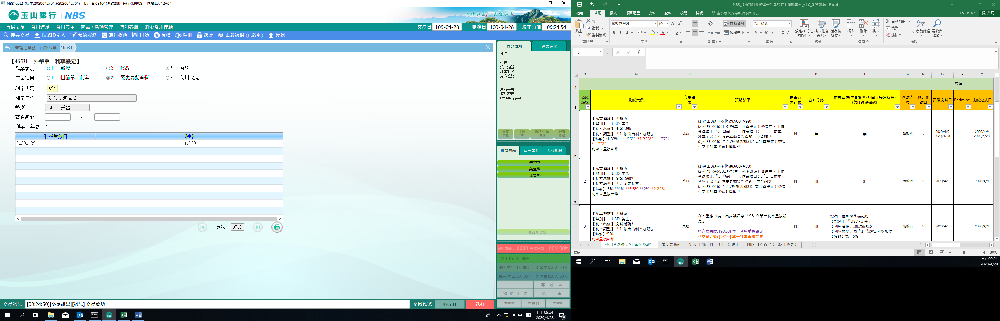 NBS-uat2 (版本:2020042701.b2020042701) 使用者:08104(測試239) 分行別:9908 工作站:L9712A04
玉山銀行 | NBS
心清如玉。 義重如山。
自選交易 常用連結 常用表單 商品 / 活動管理 智能客服 消金常用連結
交易日 109-04-28 帳務日 109-04-28 現在時間 09:24:54
搜尋交易 帳號ID引入 預約服務 蒞行提醒 日誌 授權 廣播 鎖定 重啟週邊 (已啟動) 簽退
管理性業務 內部作業 46531
【46531 外幣單一利率設定】
作業類別 1 - 新增 2 - 修改 3 - 查詢
作業項目 1 - 目前單一利率 2 - 歷史異動資料 3 - 使用狀況
利率代碼 A84
利率名稱 測試２測試２
幣別 USD - 美金
查詢起訖日 ~
利率：年息 %
利率生效日 利率
20200428 3.330
頁次 0001
身分識別 產品往來
姓名
生日
統一編號
理專姓名
身分註記
注意事項
簡訊密碼
近期事故異動
顧客資訊 手續費 通路/共同行銷 顧客影像
推薦商品 重要事件 互動記錄
無資料
無資料
無資料
一般轉介登錄
服務號碼： 0000 等候時間： 00分00秒
ＶＩＰ:0人 00分
個人交易:0人 00分 企業交易:0人 00分
開戶/申請:0人 00分 外匯業務:0人 00分
再 呼 叫
預 約 叫 號 結 束
無資料 無資料 無資料
交易訊息 [09:24:50][交易訊息][訊息] 交易成功 交易代號 46531 執行
中
上午 09:24
2020/4/28
4
NBS_【46531外幣單一利率設定】測試案例_v1.0_測資盤點 - Excel
檔案 常用 插入 版面配置 公式 資料 校閱 檢視 告訴我您想要執行的動作... TEST19189 共用
貼上 剪下 複製 複製格式 剪貼簿
微軟正黑體 10 B I U 字型
自動換列 跨欄置中 對齊方式
通用格式 $ % 數值
設定格式化的條件 格式化為表格 儲存格樣式 樣式
插入 刪除 格式 儲存格
自動加總 填滿 清除 排序與篩選 尋找與選取 編輯
P7 fx
D G H I J K L M N O P Q
4 專項
5 情境編號 測試案例 交易結果 預期結果 是否有會計帳 會計分錄 前置準備(包含資料/外圍介接系統等)(與IT討論確認) 測試人員 預計測試日 實際測試日 Redmine 測試完成日
6
1
【作業選項】:「新增」
【幣別】:「USD-美金」
【利率名稱】:測試編號1
【利率類型】:「1-依牌告利率加碼」
【%數】:1.33% **1.55% **1.333% **1.77%
**1.76%
利率未重複新增
成功
(1)產出3碼利率代碼(A00-A99)
(2)可於《46531外幣單一利率設定》交易中，【作
業選項】:「3-查詢」，【作業項目】:「1-目前單一
利率」及「2-歷史異動資料查詢」中查詢到
(3)可於《46521台/外幣活期組合式利率設定》交易
中之【利率代碼】選取到
N 無 無 V
2020/4/9
2020/4/28
2020/4/9
2020/4/28
7
2
【作業選項】:「新增」
【幣別】:「USD-美金」
【利率名稱】:測試編號2
【利率類型】:「2-固定利率」
【%數】:3% **4% **3.5% **2% **2.22%
利率未重複新增
成功
(1)產出3碼利率代碼(A00-A99)
(2)可於《46531外幣單一利率設定》交易中，【作
業選項】:「3-查詢」，【作業項目】:「1-目前單一
利率」及「2-歷史異動資料查詢」中查詢到
(3)可於《46521台/外幣活期組合式利率設定》交易
中之【利率代碼】選取到
N 無 無 V 2020/4/9 2020/4/9
3
【作業選項】:「新增」
【幣別】:「USD-美金」
【利率名稱】:測試編號3
【利率類型】:「1-依牌告利率加碼」
【%數】:5%
利率重複新增
失敗
利率重複申請，出錯誤訊息:「9310 單一利率重複設
定」
**交易失敗: [9310] 單一利率重複設定
**交易失敗: [9310] 單一利率重複設定
N 無
需有一個利率代碼A05
【幣別】:「USD-美金」
【利率名稱】:測試編號5
【利率類型】為「1-依牌告利率加碼」
【%數】為「5%」
V 2020/4/9 2020/4/9
使用者測試(UAT)案例＆報告 本交易統計 NBS_【46531】_01【新增】 NBS_【46531】_02【變更】
就緒 80%
上午 09:24
2020/4/28